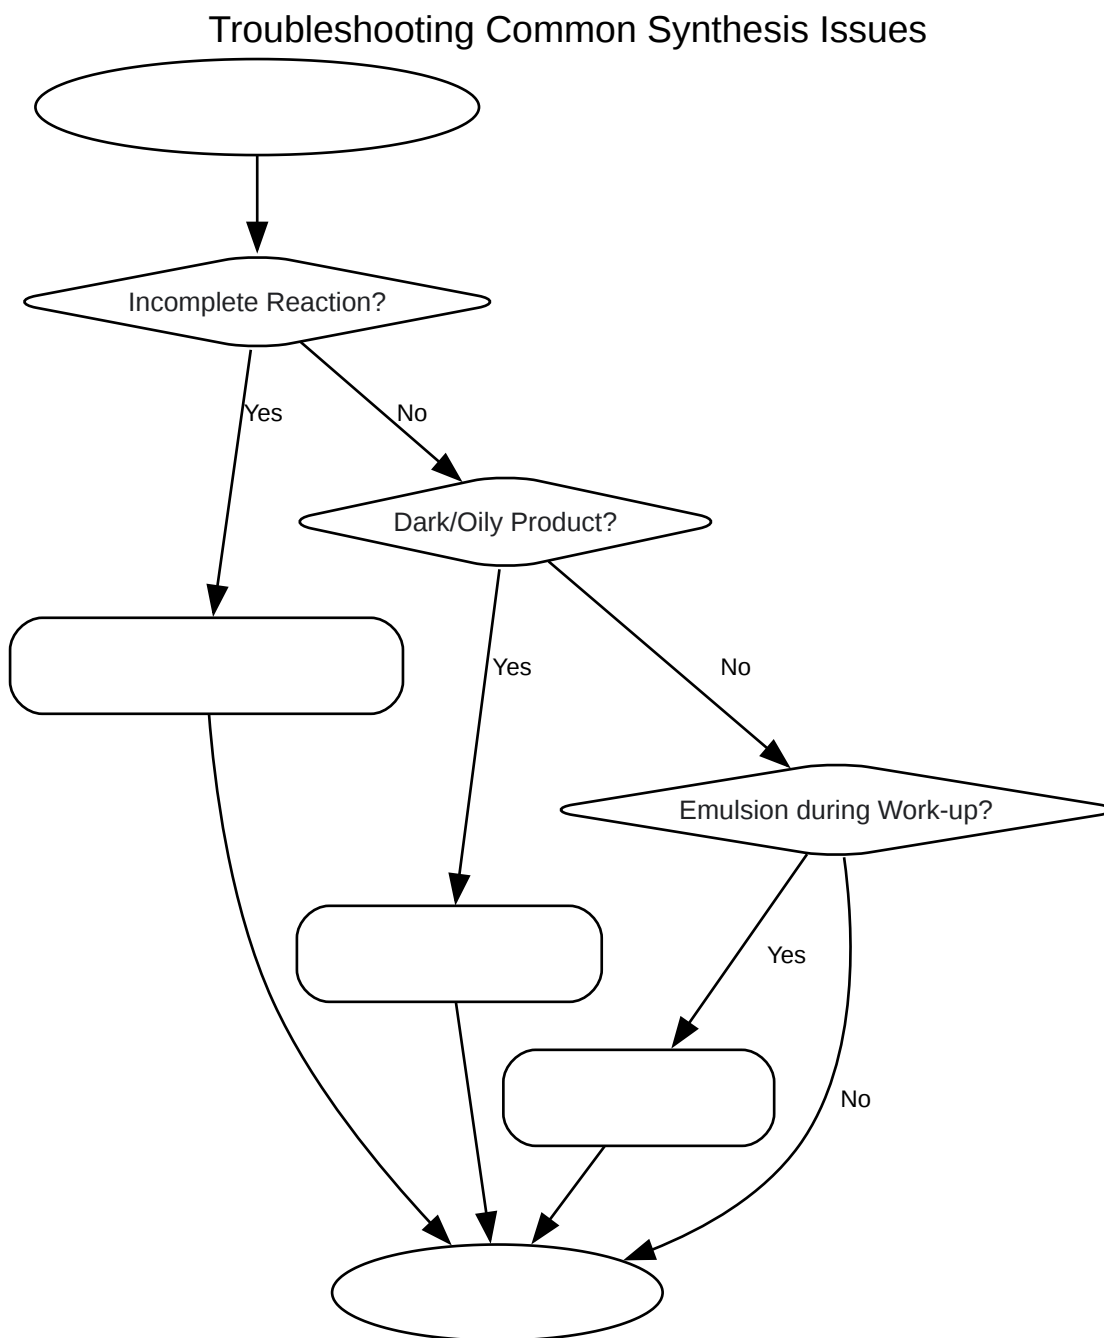 Troubleshooting Common Synthesis Issues
Incomplete Reaction?
Yes
No
Dark/Oily Product?
Yes
No
Emulsion during Work-up?
Yes
No